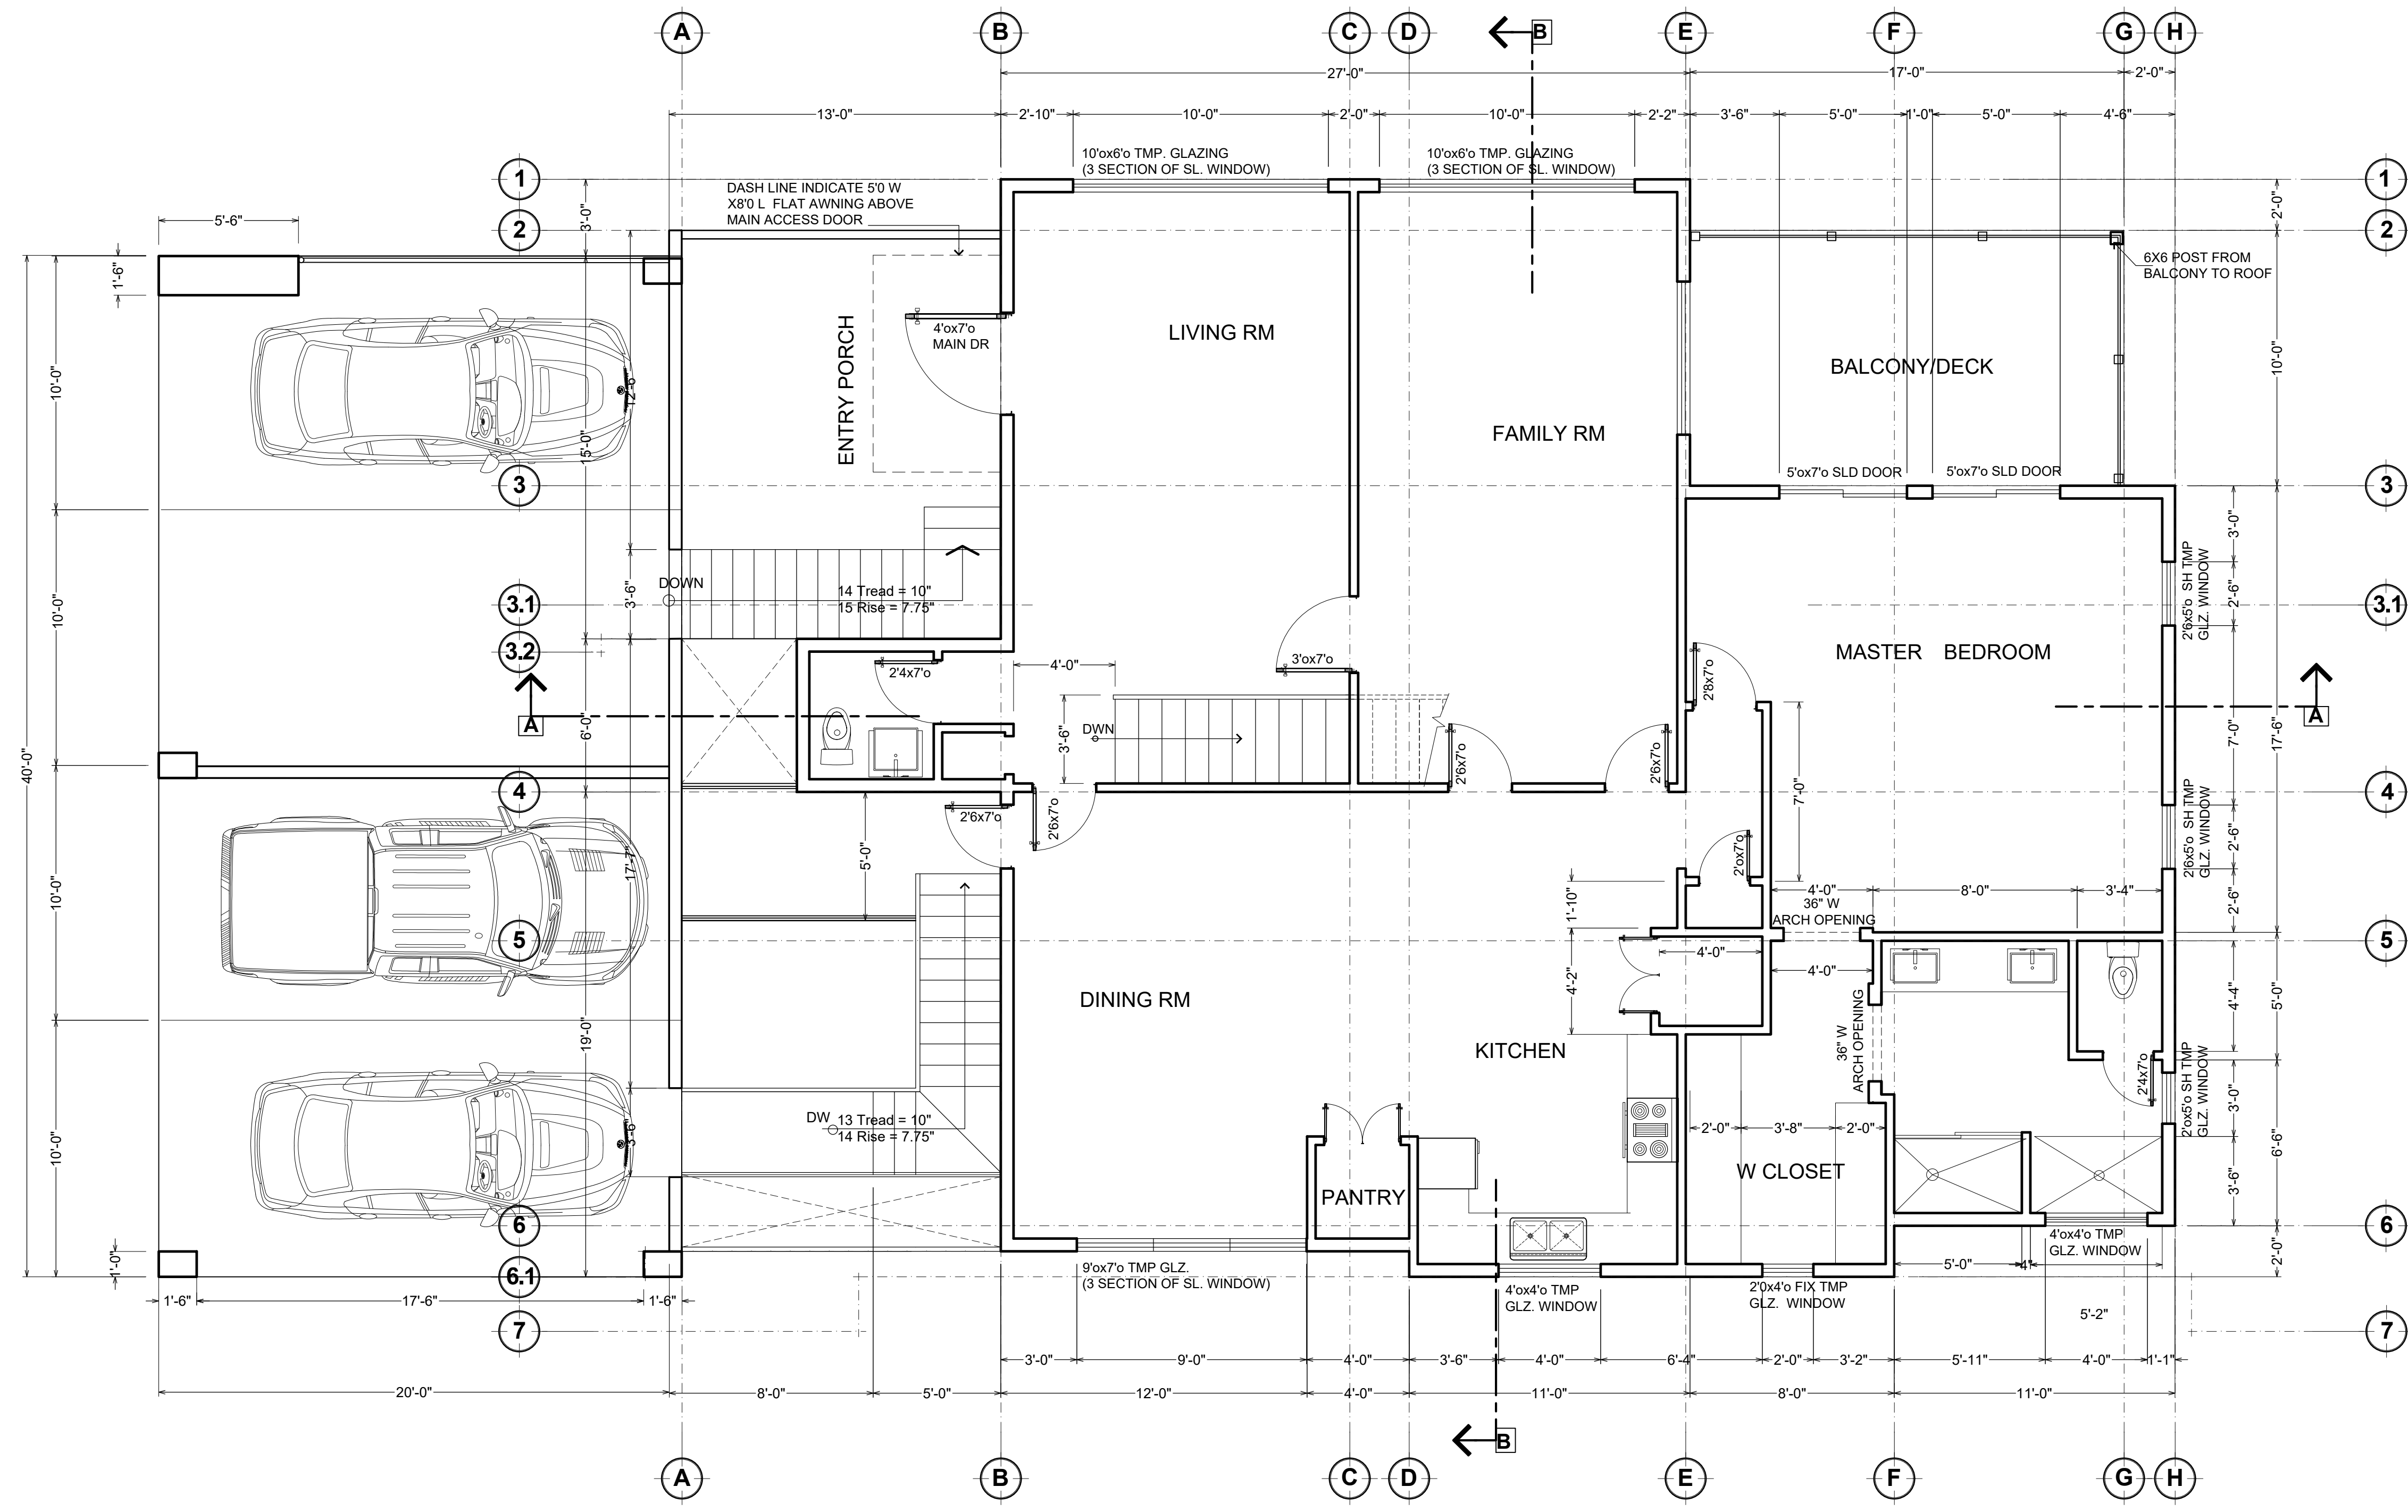 A B C D B E F G H
27'-0" 17'-0" 2'-0"
13'-0" 2'-10" 10'-0" 2'-0" 10'-0" 2'-2" 3'-6" 5'-0" 1'-0" 5'-0" 4'-6"
10'ox6'o TMP. GLAZING
(3 SECTION OF SL. WINDOW)
10'ox6'o TMP. GLAZING
(3 SECTION OF SL. WINDOW)
1
1
DASH LINE INDICATE 5'0 W
X8'0 L FLAT AWNING ABOVE
MAIN ACCESS DOOR
5'-6"
3'-0"
2'-0"
2
2
1'-6"
6X6 POST FROM
BALCONY TO ROOF
4'ox7'o
MAIN DR
LIVING RM
ENTRY PORCH
BALCONY/DECK
10'-0"
10'-0"
12'-6"
15'-0"
FAMILY RM
5'ox7'o SLD DOOR
5'ox7'o SLD DOOR
3
3
3'-0"
DOWN
14 Tread = 10"
15 Rise = 7.75"
3'-6"
10'-0"
3.1
3.1
2'6x5'o SH TMP
GLZ. WINDOW
2'-6"
3.2
2'4x7'o
4'-0"
3'ox7'o
2'8x7'o
MASTER BEDROOM
A
A
6'-0"
3'-6"
DWN
2'6x7'o
2'6x7'o
7'-0"
17'-6"
40'-0"
4
4
7'-0"
2'6x7'o
2'6x7'o
2'6x5'o SH TMP
GLZ. WINDOW
2'-6"
5'-0"
17'-7"
10'-0"
2'ox7'o
4'-0" 8'-0" 3'-4"
36" W
ARCH OPENING
1'-10"
2'-6"
5
5
4'-0"
4'-0"
4'-2"
DINING RM
4'-4"
5'-0"
19'-0"
36" W
ARCH OPENING
KITCHEN
2'4x7'o
2'ox5'o SH TMP
GLZ. WINDOW
3'-0"
DW
13 Tread = 10"
14 Rise = 7.75"
3'-6"
10'-0"
2'-0" 3'-8" 2'-0"
6'-6"
W CLOSET
3'-6"
PANTRY
6
6
1'-0"
2'-0"
4'ox4'o TMP
GLZ. WINDOW
5'-0" 4"
6.1
9'ox7'o TMP GLZ.
(3 SECTION OF SL. WINDOW)
4'ox4'o TMP
GLZ. WINDOW
2'0x4'o FIX TMP
GLZ. WINDOW
1'-6" 17'-6" 1'-6"
5'-2"
7
7
3'-0" 9'-0" 4'-0" 3'-6" 4'-0" 6'-4" 2'-0" 3'-2" 5'-11" 4'-0" 1'-1"
20'-0" 8'-0" 5'-0" 12'-0" 4'-0" 11'-0" 8'-0" 11'-0"
B
A B C D E F G H